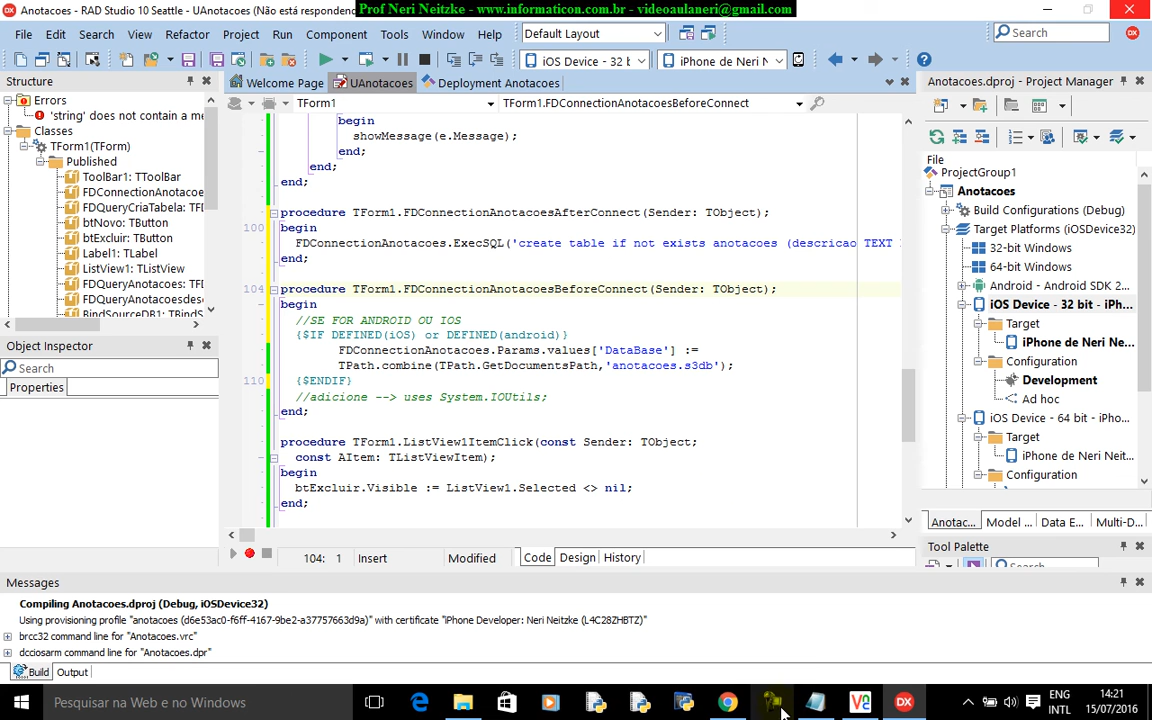 Anotacoes - RAD Studio 10 Seattle - UAnotacoes (Não está respondendo
Prof Neri Neitzke - www.informaticon.com.br - videoaulaneri@gmail.com
File Edit Search View Refactor Project Run Component Tools Window Help
Default Layout
Search
iOS Device - 32 b
iPhone de Neri N
Structure
Welcome Page UAnotacoes Deployment Anotacoes
Anotacoes.dproj - Project Manager
TForm1
TForm1.FDConnectionAnotacoesBeforeConnect
Errors
'string' does not contain a me
Classes
TForm1(TForm)
Published
ToolBar1: TToolBar
FDConnectionAnotacoe
FDQueryCriaTabela: TF
btNovo: TButton
btExcluir: TButton
Label1: TLabel
ListView1: TListView
FDQueryAnotacoes: TF
FDQueryAnotacoesdes
BindSourceDB1: TBindS
Object Inspector
Search
Properties
begin
showMessage(e.Message);
end;
end;
end;
procedure TForm1.FDConnectionAnotacoesAfterConnect(Sender: TObject);
100 begin
FDConnectionAnotacoes.ExecSQL('create table if not exists anotacoes (descricao TEXT
end;
104 procedure TForm1.FDConnectionAnotacoesBeforeConnect(Sender: TObject);
begin
//SE FOR ANDROID OU IOS
{$IF DEFINED(iOS) or DEFINED(android)}
FDConnectionAnotacoes.Params.values['DataBase'] :=
TPath.combine(TPath.GetDocumentsPath,'anotacoes.s3db');
110 {$ENDIF}
//adicione --> uses System.IOUtils;
end;
procedure TForm1.ListView1ItemClick(const Sender: TObject;
const AItem: TListViewItem);
begin
btExcluir.Visible := ListView1.Selected <> nil;
end;
104: 1 Insert Modified Code Design History
File
ProjectGroup1
Anotacoes
Build Configurations (Debug)
Target Platforms (iOSDevice32)
32-bit Windows
64-bit Windows
Android - Android SDK 2...
iOS Device - 32 bit - iPh...
Target
iPhone de Neri Ne...
Configuration
Development
Ad hoc
iOS Device - 64 bit - iPho...
Target
iPhone de Neri Neit...
Configuration
Anotac... Model ... Data E... Multi-D...
Tool Palette
Search
Messages
Compiling Anotacoes.dproj (Debug, iOSDevice32)
Using provisioning profile "anotacoes (d6e53ac0-f6ff-4167-9be2-a37757663d9a)" with certificate "iPhone Developer: Neri Neitzke (L4C28ZHBTZ)"
brcc32 command line for "Anotacoes.vrc"
dcciosarm command line for "Anotacoes.dpr"
Build Output
Pesquisar na Web e no Windows
ENG
INTL
14:21
15/07/2016